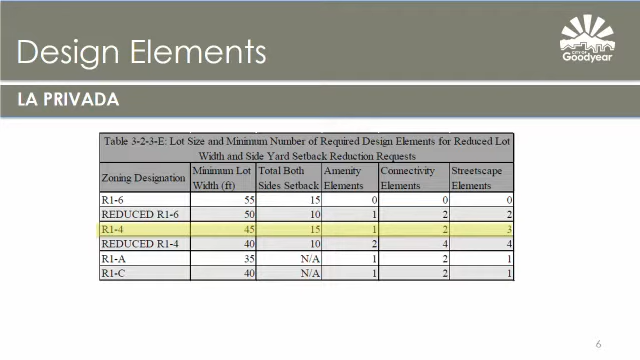 Design Elements
CITY OF
Goodyear
LA PRIVADA
Table 3-2-3-E: Lot Size and Minimum Number of Required Design Elements for Reduced Lot
Width and Side Yard Setback Reduction Requests
Zoning Designation Minimum Lot Width (ft) Total Both Sides Setback Amenity Elements Connectivity Elements Streetscape Elements
R1-6 55 15 0 0 0
REDUCED R1-6 50 10 1 2 2
R1-4 45 15 1 2 3
REDUCED R1-4 40 10 2 4 4
R1-A 35 N/A 1 2 1
R1-C 40 N/A 1 2 1
6